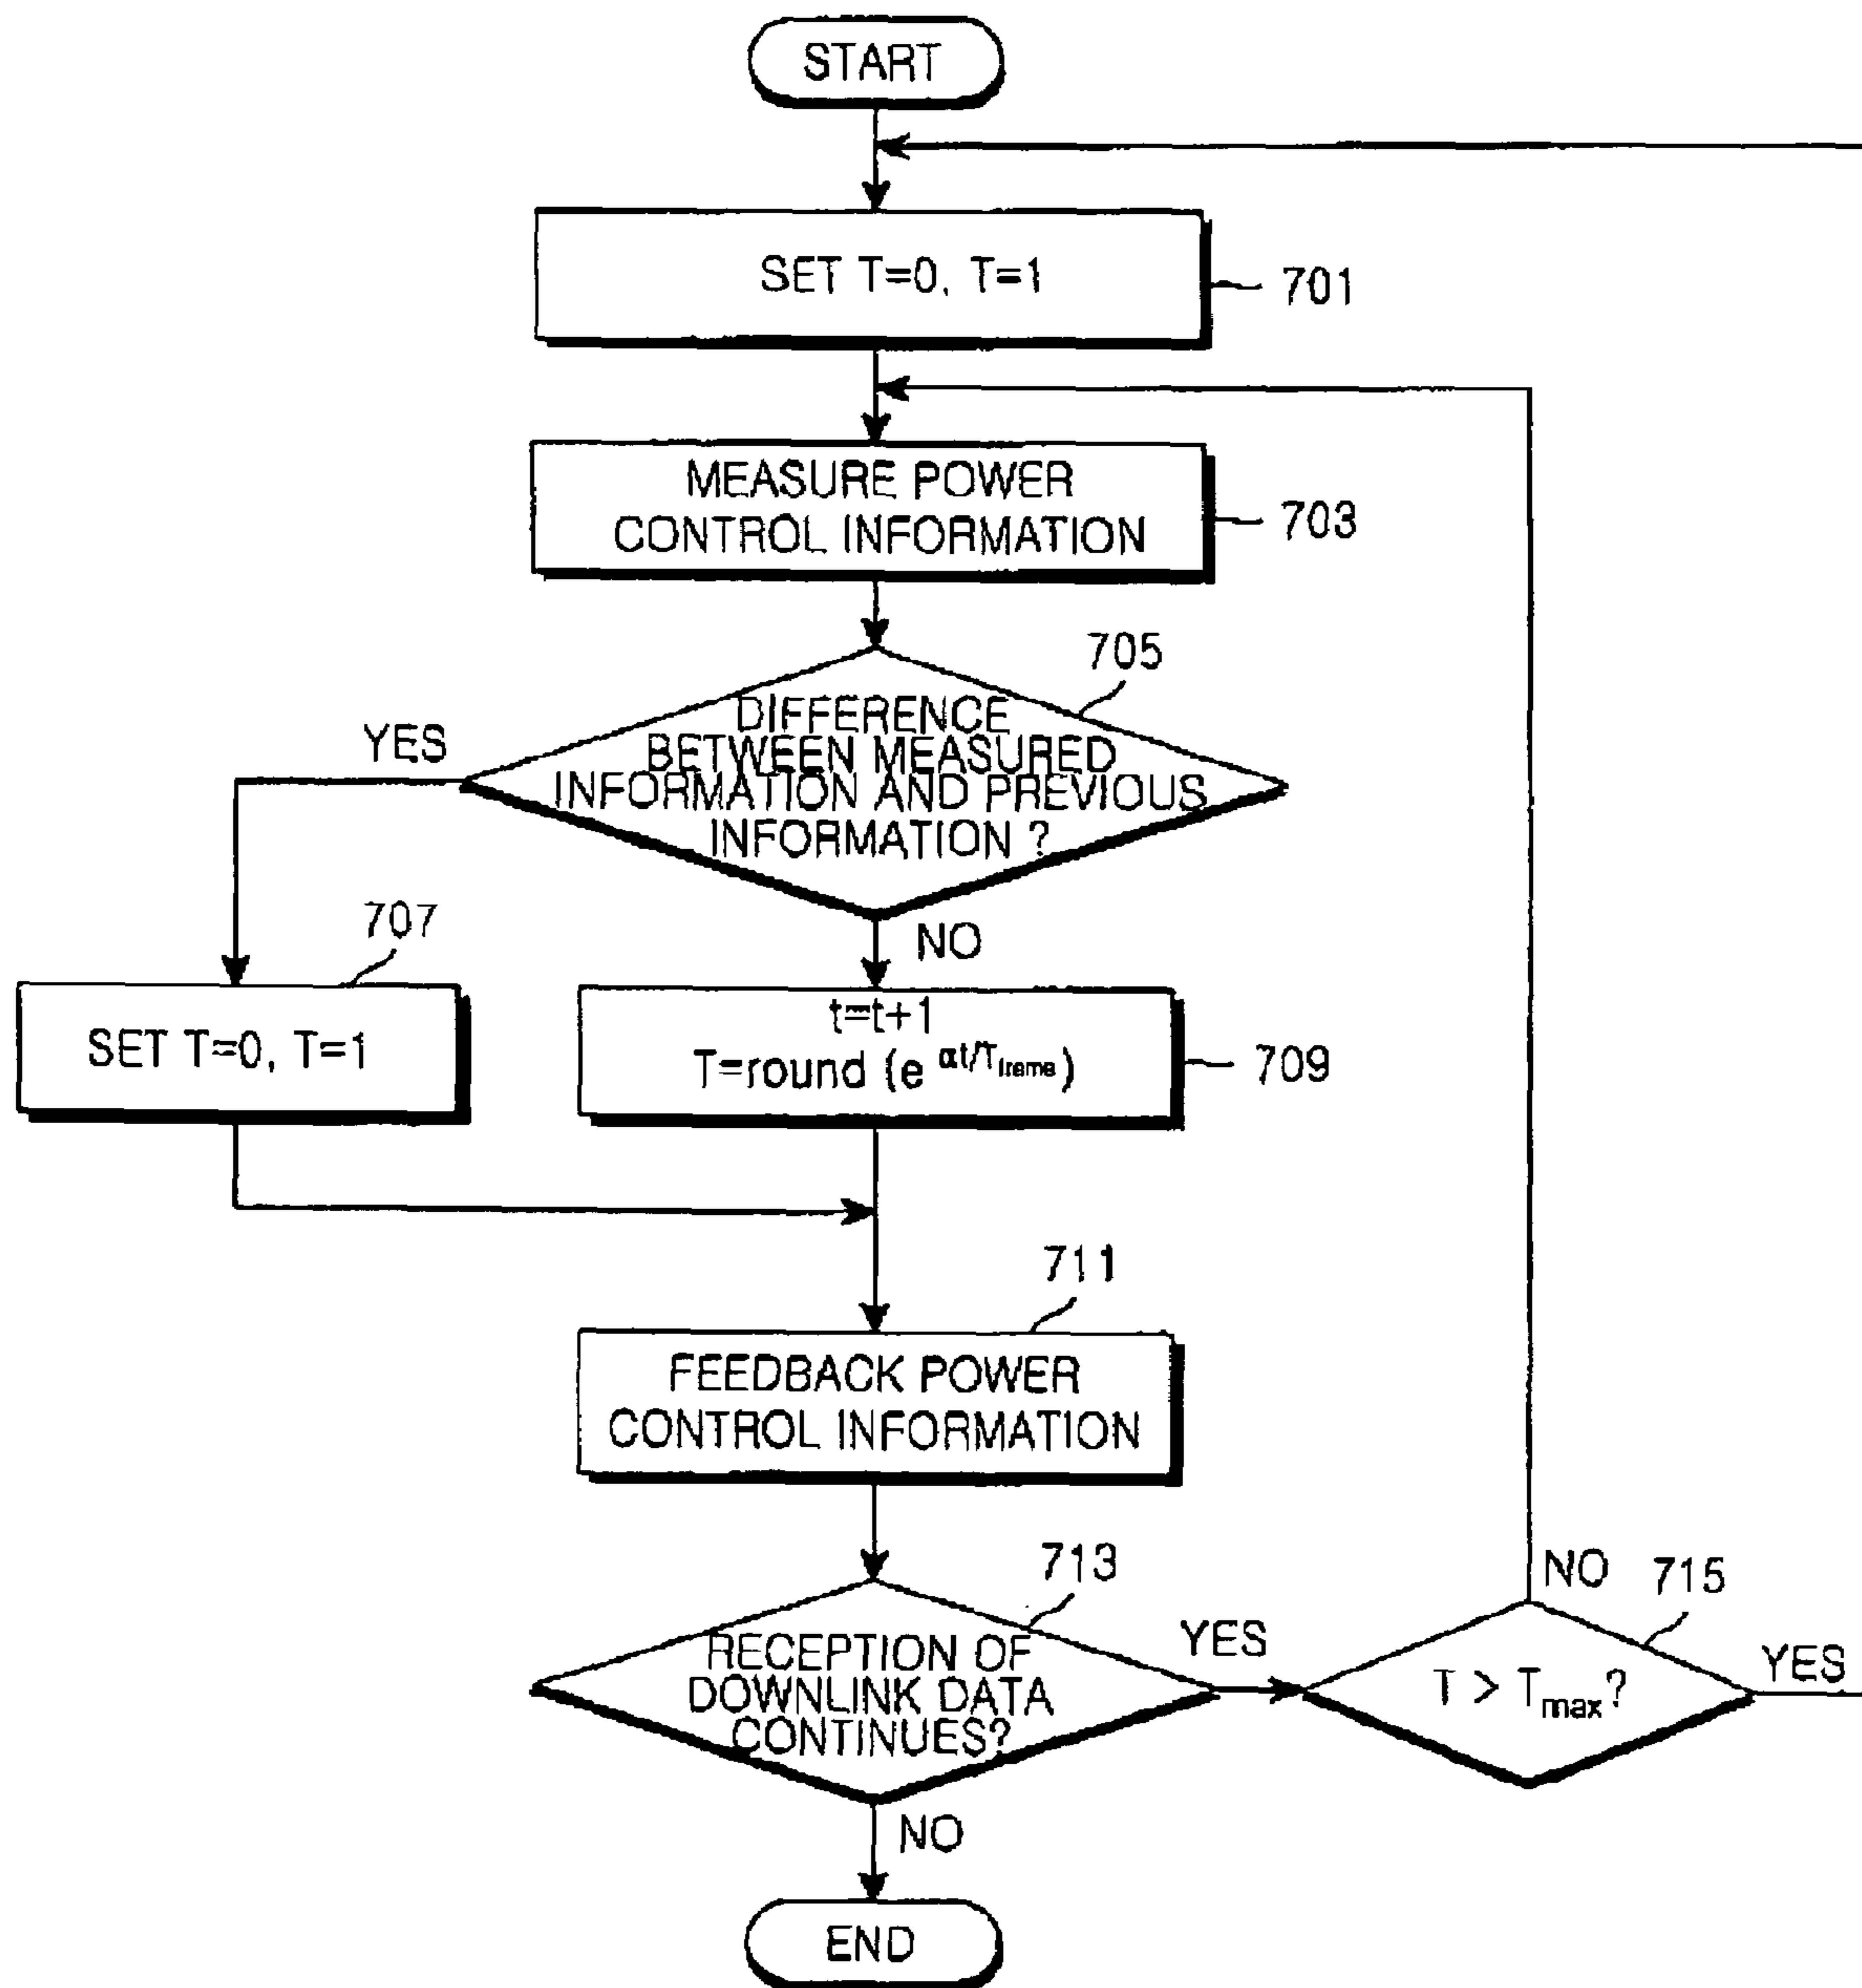 START
SET T=0, T=1
701
MEASURE POWER
CONTROL INFORMATION
703
705
DIFFERENCE
BETWEEN MEASURED
INFORMATION AND PREVIOUS
INFORMATION ?
YES
NO
707
SET T=0, T=1
t=t+1
T=round (e αt/Tframe)
709
711
FEEDBACK POWER
CONTROL INFORMATION
713
RECEPTION OF
DOWNLINK DATA
CONTINUES?
YES
NO
715
T > Tmax?
NO
YES
END